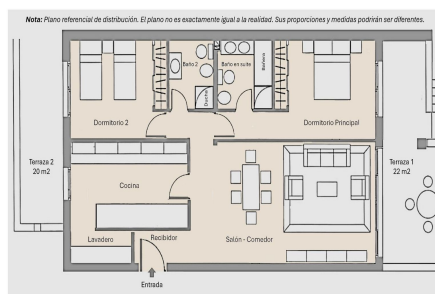 Nota: Plano referencial de distribución. El plano no es exactamente igual a la realidad. Sus proporciones y medidas podrirán ser diferentes.
Baño 2
Baño en suite
Bañera
Ducha
Dormitorio 2
Dormitorio Principal
Terraza 2
20 m2
Terraza 1
22 m2
Cocina
Lavadero
Recibidor
Salón - Comedor
Entrada